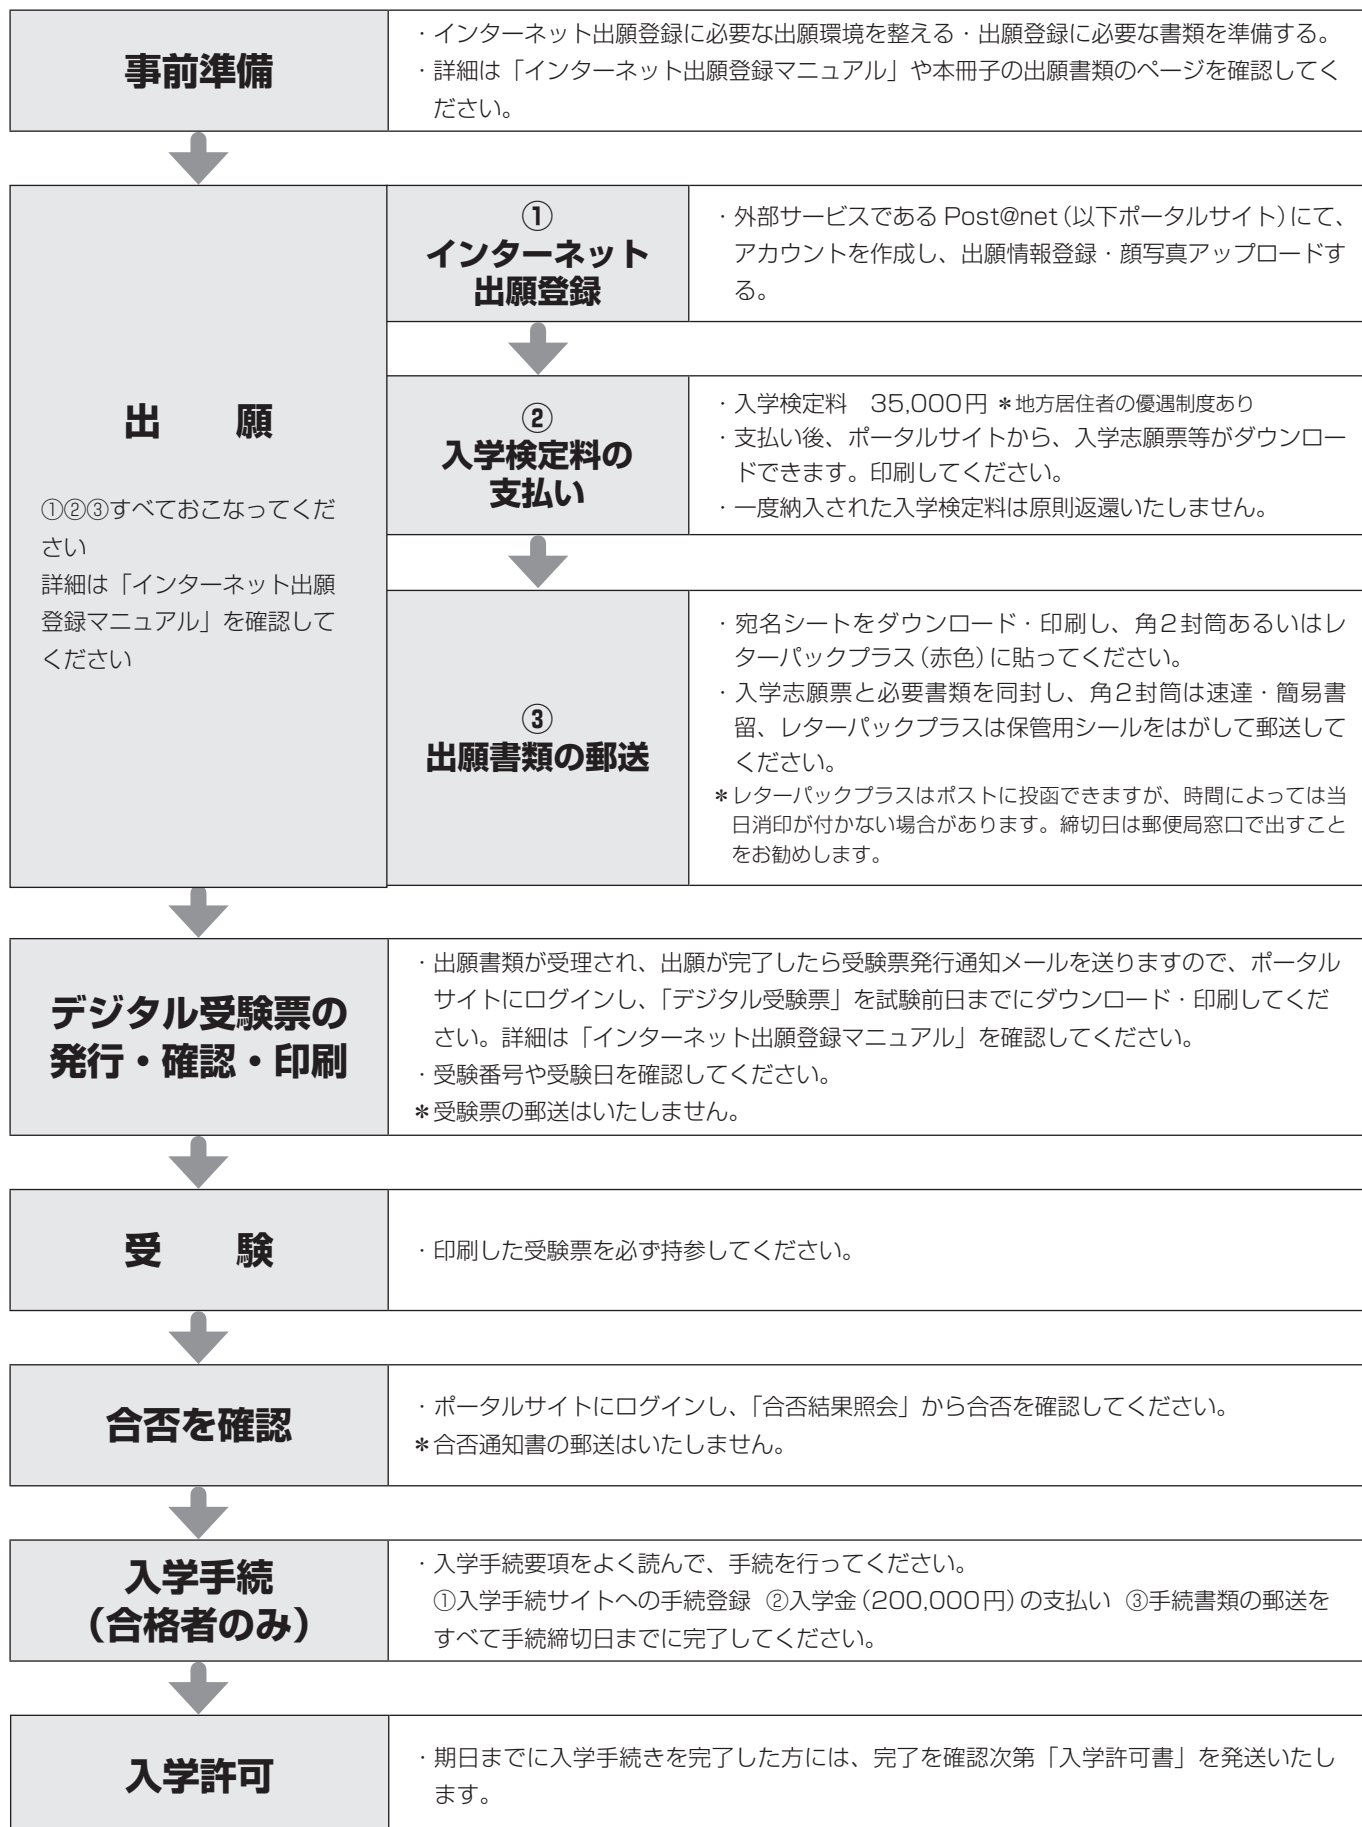 事前準備
・インターネット出願登録に必要な出願環境を整える・出願登録に必要な書類を準備する。
・詳細は「インターネット出願登録マニュアル」や本冊子の出願書類のページを確認してく
ださい。
出　願
①②③すべておこなってくだ
さい
詳細は「インターネット出願
登録マニュアル」を確認して
ください
①
インターネット
出願登録
・外部サービスである Post@net（以下ポータルサイト）にて、
アカウントを作成し、出願情報登録・顔写真アップロードす
る。
②
入学検定料の
支払い
・入学検定料　35,000円 ＊地方居住者の優遇制度あり
・支払い後、ポータルサイトから、入学志願票等がダウンロー
ドできます。印刷してください。
・一度納入された入学検定料は原則返還いたしません。
③
出願書類の郵送
・宛名シートをダウンロード・印刷し、角2封筒あるいはレ
ターパックプラス（赤色）に貼ってください。
・入学志願票と必要書類を同封し、角2封筒は速達・簡易書
留、レターパックプラスは保管用シールをはがして郵送して
ください。
＊レターパックプラスはポストに投函できますが、時間によっては当
日消印が付かない場合があります。締切日は郵便局窓口で出すこと
をお勧めします。
デジタル受験票の
発行・確認・印刷
・出願書類が受理され、出願が完了したら受験票発行通知メールを送りますので、ポータル
サイトにログインし、「デジタル受験票」を試験前日までにダウンロード・印刷してくだ
さい。詳細は「インターネット出願登録マニュアル」を確認してください。
・受験番号や受験日を確認してください。
＊受験票の郵送はいたしません。
受　験
・印刷した受験票を必ず持参してください。
合否を確認
・ポータルサイトにログインし、「合否結果照会」から合否を確認してください。
＊合否通知書の郵送はいたしません。
入学手続
（合格者のみ）
・入学手続要項をよく読んで、手続を行ってください。
①入学手続サイトへの手続登録 ②入学金（200,000円）の支払い ③手続書類の郵送を
すべて手続締切日までに完了してください。
入学許可
・期日までに入学手続きを完了した方には、完了を確認次第「入学許可書」を発送いたし
ます。